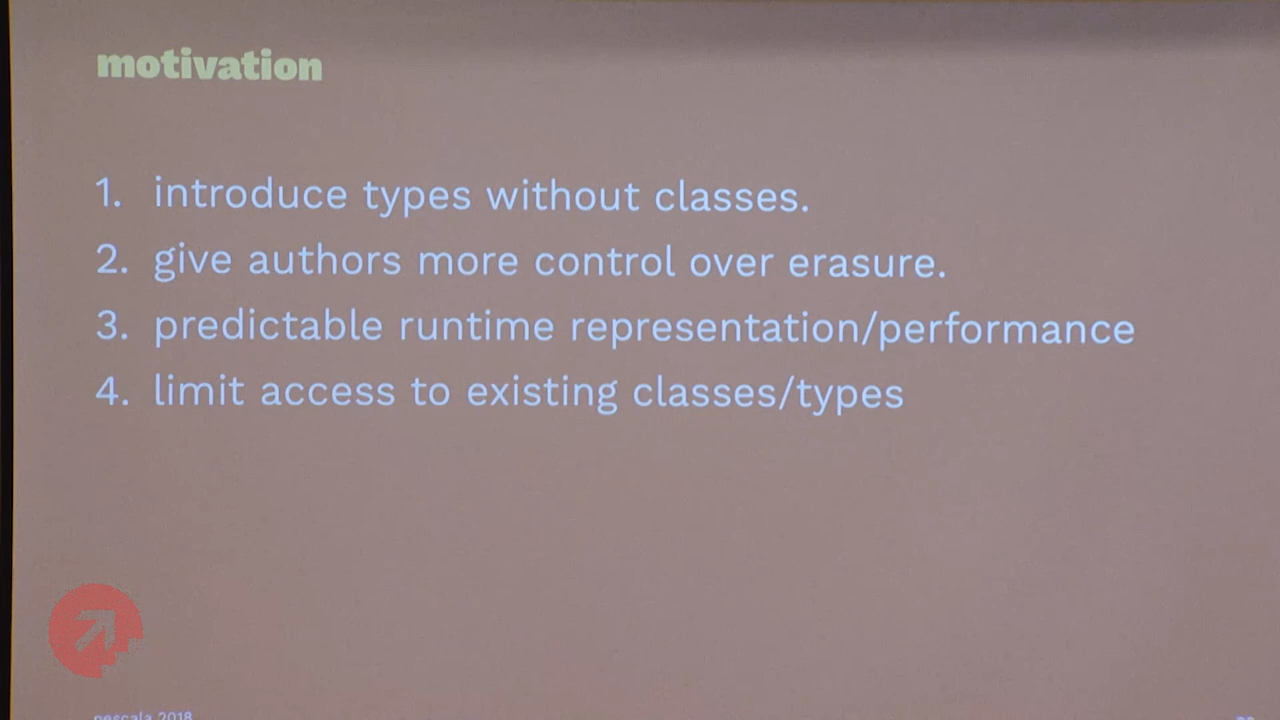 motivation
1. introduce types without classes.
2. give authors more control over erasure.
3. predictable runtime representation/performance
4. limit access to existing classes/types
nescala 2018